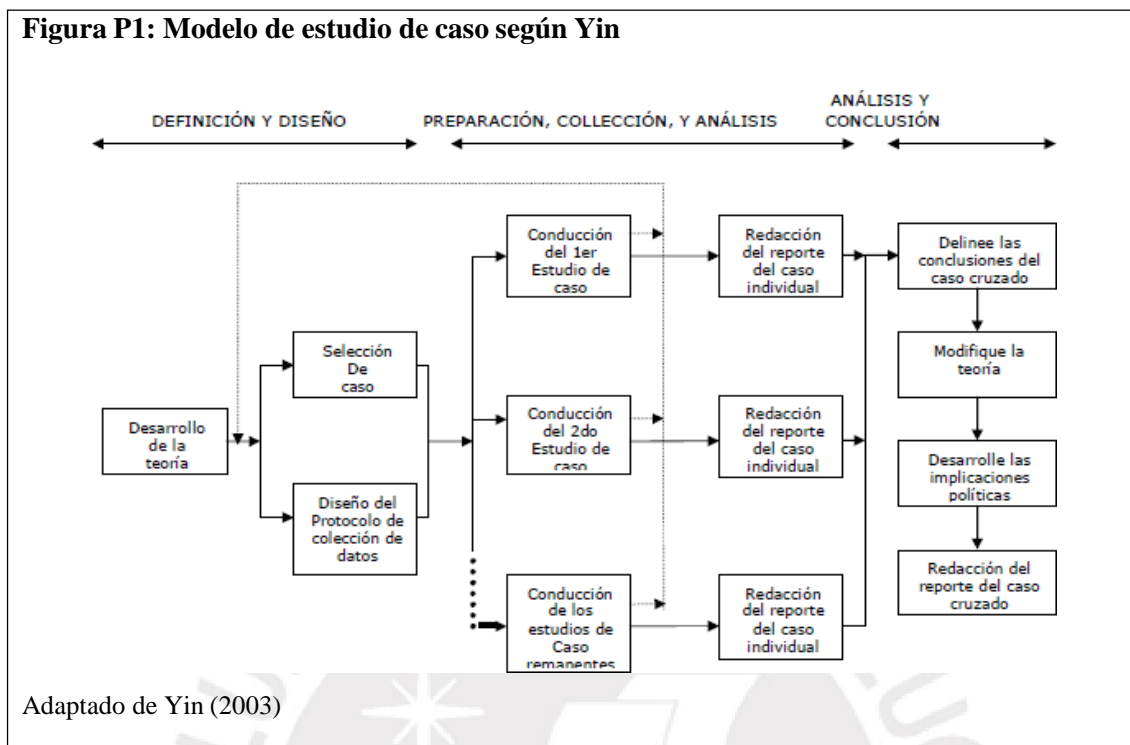 Figura P1: Modelo de estudio de caso según Yin
DEFINICIÓN Y DISEÑO
PREPARACIÓN, COLLECCIÓN, Y ANÁLISIS
ANÁLISIS Y
CONCLUSIÓN
Desarrollo
de la
teoría
Selección
De
caso
Diseño del
Protocolo de
colección de
datos
Conducción
del 1er
Estudio de
caso
Redacción
del reporte
del caso
individual
Conducción
del 2do
Estudio de
caso
Redacción
del reporte
del caso
individual
Conducción
de los
estudios de
Caso
remanentes
Redacción
del reporte
del caso
individual
Delinee las
conclusiones del
caso cruzado
Modifique la
teoría
Desarrolle las
implicaciones
políticas
Redacción del
reporte del caso
cruzado
Adaptado de Yin (2003)